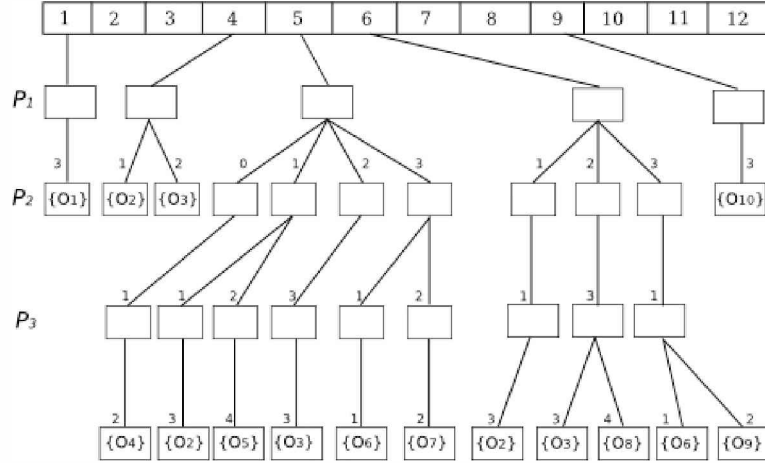 1 2 3 4 5 6 7 8 9 10 11 12
P1
3 1 2 0 1 2 3 1 2 3 3
P2 {O1} {O2} {O3} {O10}
1 1 2 3 1 2 1 3 1
P3
2 3 4 3 1 2 3 3 4 1 2
{O4} {O2} {O5} {O3} {O6} {O7} {O2} {O3} {O8} {O6} {O9}